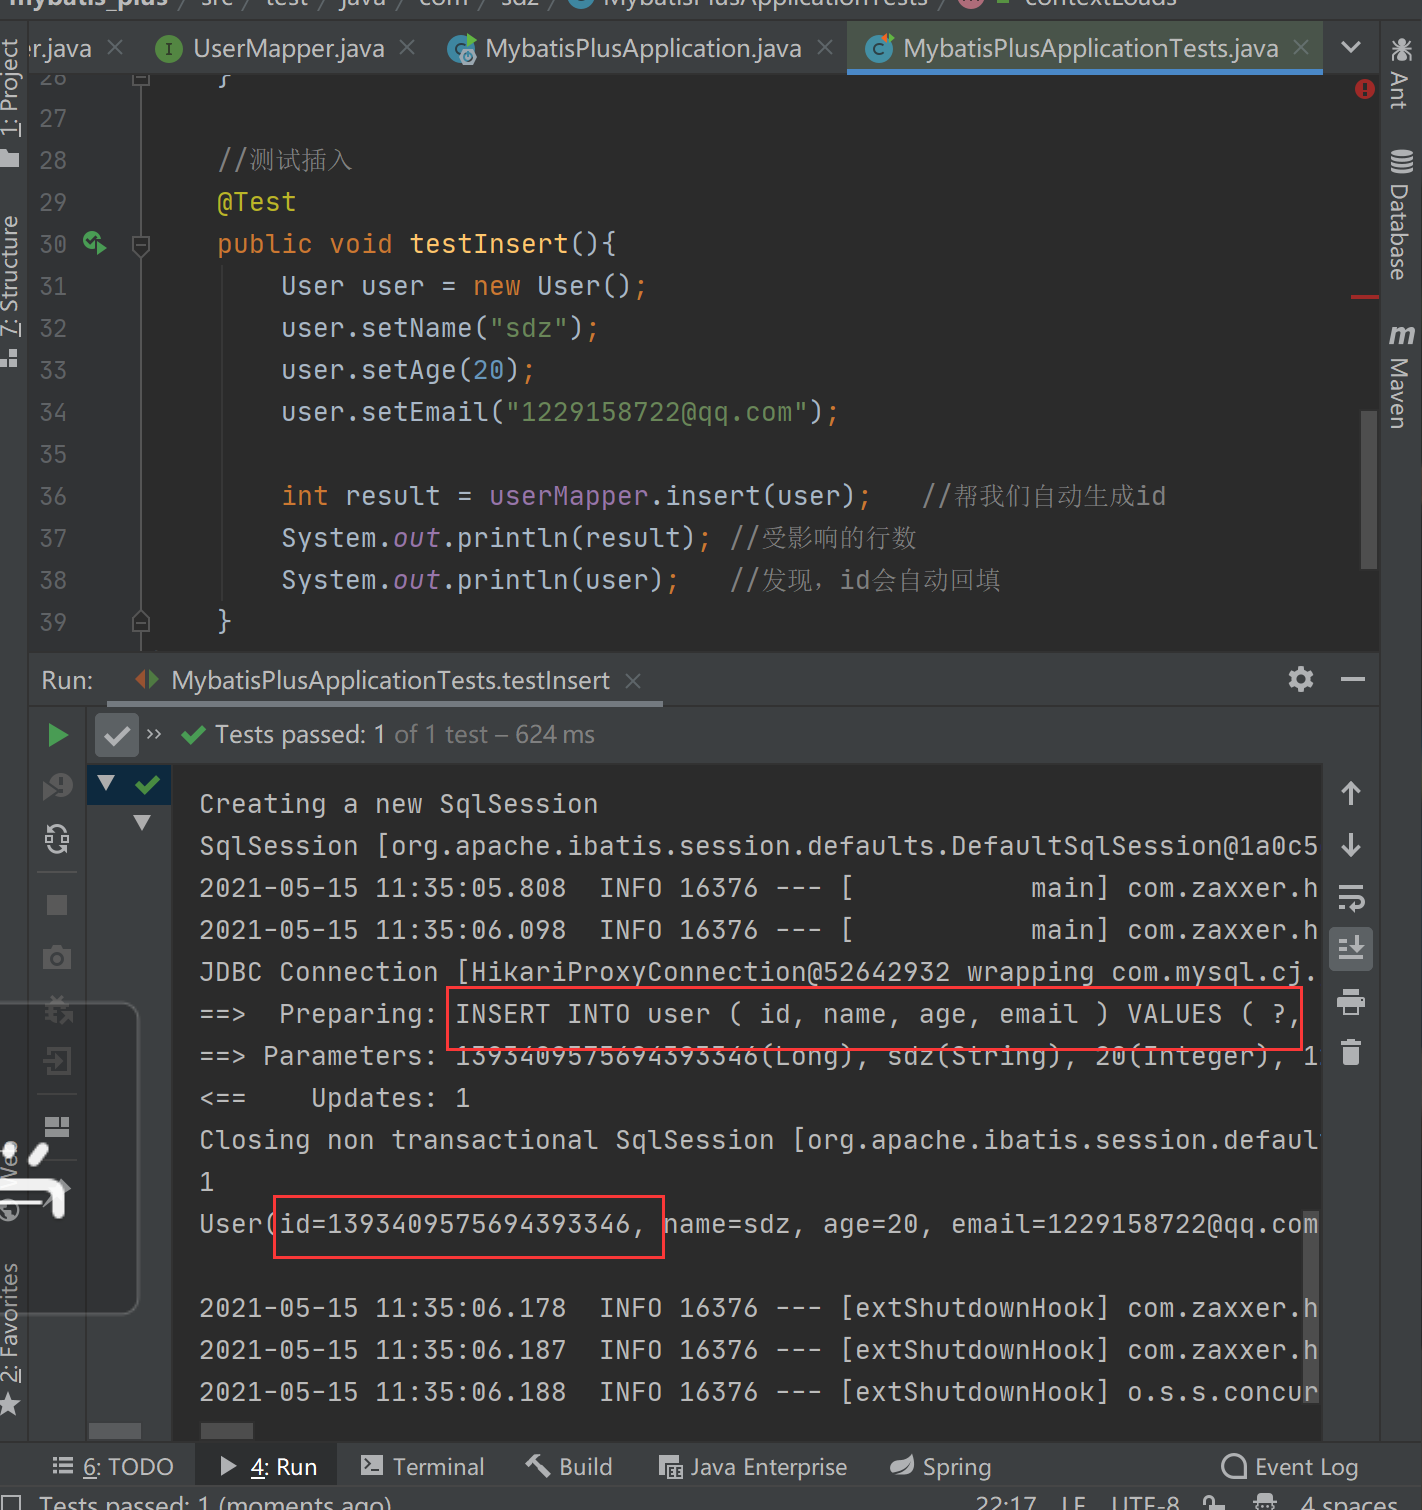 mybatis_plus / src / test / java / com / sdz / MybatisPlusApplicationTests / contextLoads
er.java UserMapper.java MybatisPlusApplication.java MybatisPlusApplicationTests.java
26 }
27
28 //测试插入
29 @Test
30 public void testInsert(){
31 User user = new User();
32 user.setName("sdz");
33 user.setAge(20);
34 user.setEmail("1229158722@qq.com");
35
36 int result = userMapper.insert(user); //帮我们自动生成id
37 System.out.println(result); //受影响的行数
38 System.out.println(user); //发现，id会自动回填
39 }
1: Project
7: Structure
2: Favorites
Ant
Database
m
Maven
Run: MybatisPlusApplicationTests.testInsert
Tests passed: 1 of 1 test – 624 ms
Creating a new SqlSession
SqlSession [org.apache.ibatis.session.defaults.DefaultSqlSession@1a0c5
2021-05-15 11:35:05.808 INFO 16376 --- [ main] com.zaxxer.h
2021-05-15 11:35:06.098 INFO 16376 --- [ main] com.zaxxer.h
JDBC Connection [HikariProxyConnection@52642932 wrapping com.mysql.cj.
==> Preparing: INSERT INTO user ( id, name, age, email ) VALUES ( ?,
==> Parameters: 1393409575694393346(Long), sdz(String), 20(Integer), 1
<== Updates: 1
Closing non transactional SqlSession [org.apache.ibatis.session.defaul
1
User(id=1393409575694393346, name=sdz, age=20, email=1229158722@qq.com
2021-05-15 11:35:06.178 INFO 16376 --- [extShutdownHook] com.zaxxer.h
2021-05-15 11:35:06.187 INFO 16376 --- [extShutdownHook] com.zaxxer.h
2021-05-15 11:35:06.188 INFO 16376 --- [extShutdownHook] o.s.s.concur
6: TODO 4: Run Terminal Build Java Enterprise Spring Event Log
Tests passed: 1 (moments ago) 22:17 LF UTF-8 4 spaces